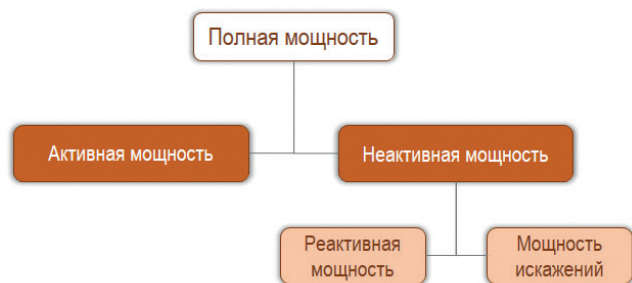 Полная мощность
Активная мощность
Неактивная мощность
Реактивная
мощность
Мощность
искажений